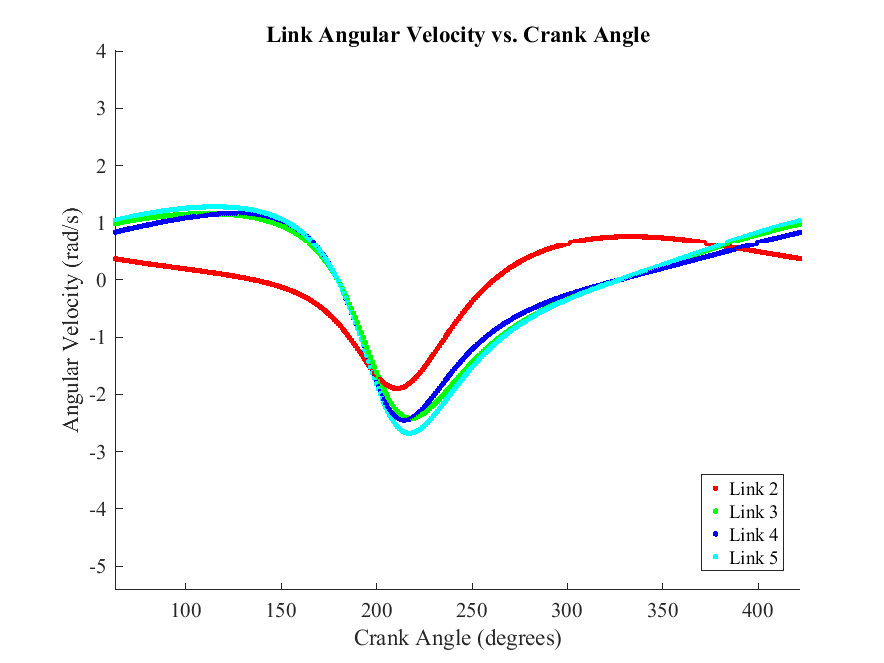 Link Angular Velocity vs. Crank Angle
4
3
2
1
0
-1
-2
-3
-4
-5
Angular Velocity (rad/s)
Link 2
Link 3
Link 4
Link 5
100 150 200 250 300 350 400
Crank Angle (degrees)